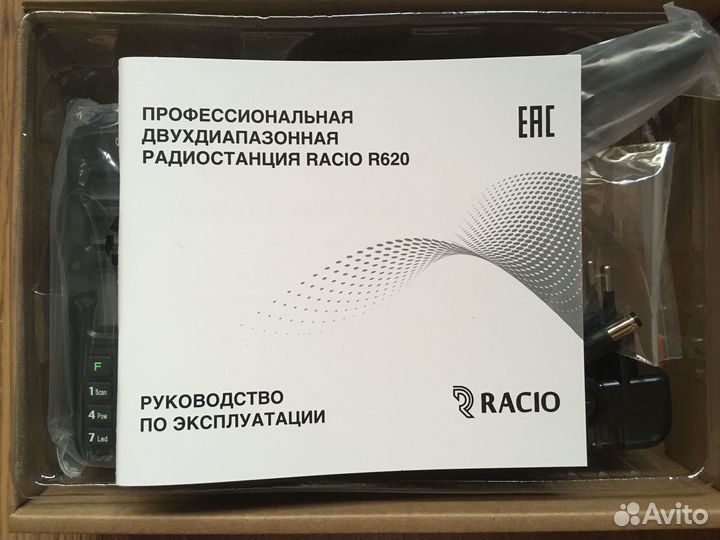 ПРОФЕССИОНАЛЬНАЯ
ДВУХДИАПАЗОННАЯ
РАДИОСТАНЦИЯ RACIO R620
EAC
РУКОВОДСТВО
ПО ЭКСПЛУАТАЦИИ
RACIO
F
1 Scan
4 Pow
7 Led
Avito